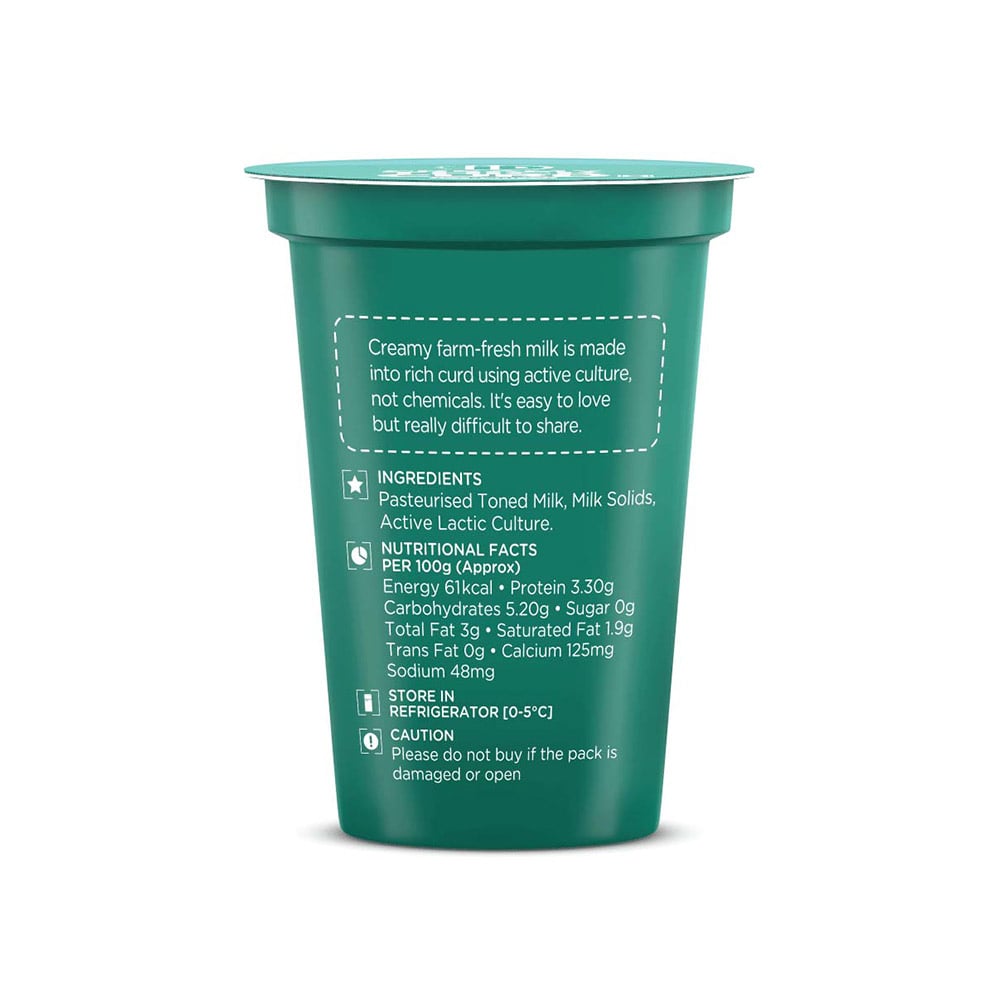 Creamy farm-fresh milk is made
into rich curd using active culture,
not chemicals. It's easy to love
but really difficult to share.
INGREDIENTS
Pasteurised Toned Milk, Milk Solids,
Active Lactic Culture.
NUTRITIONAL FACTS
PER 100g (Approx)
Energy 61kcal • Protein 3.30g
Carbohydrates 5.20g • Sugar 0g
Total Fat 3g • Saturated Fat 1.9g
Trans Fat 0g • Calcium 125mg
Sodium 48mg
STORE IN
REFRIGERATOR [0-5°C]
CAUTION
Please do not buy if the pack is
damaged or open